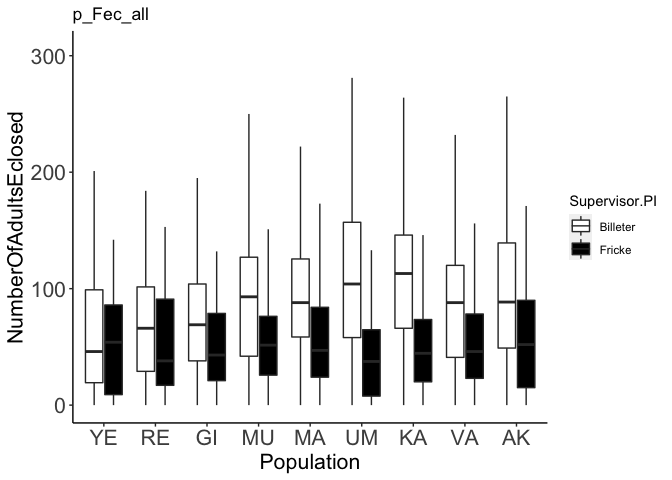 p_Fec_all
300
200
100
0
NumberOfAdultsEclosed
YE RE GI MU MA UM KA VA AK
Population
Supervisor.PI
Billeter
Fricke